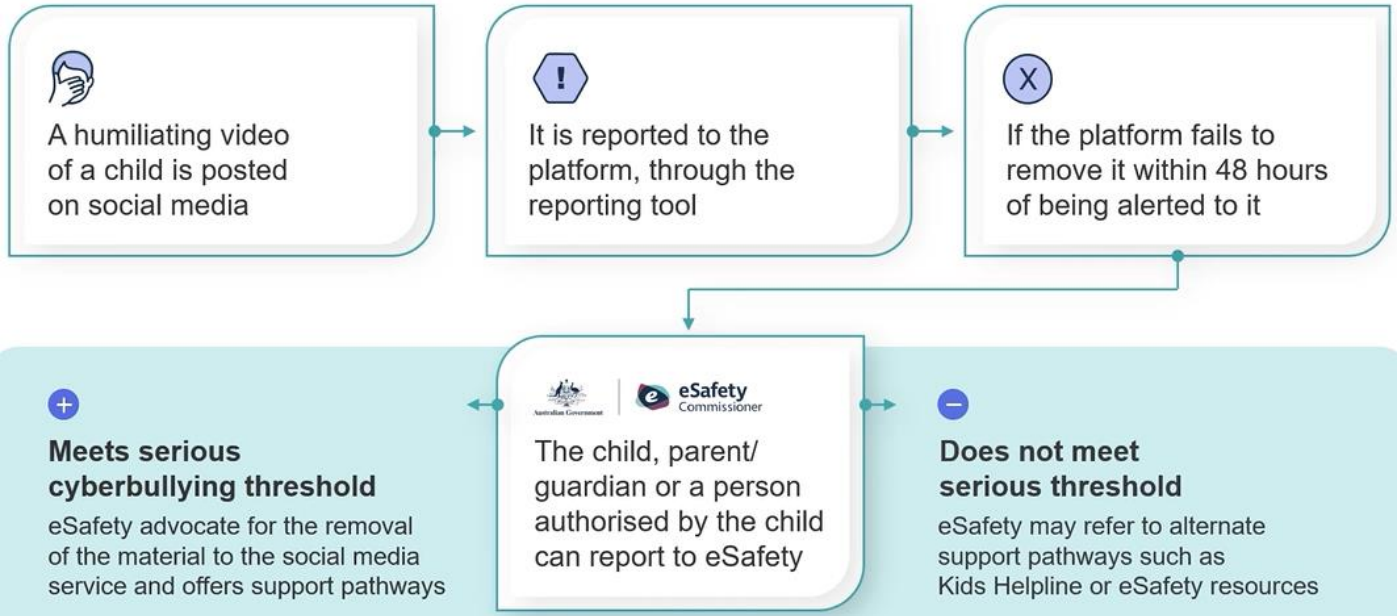 A humiliating video
of a child is posted
on social media
!
It is reported to the
platform, through the
reporting tool
X
If the platform fails to
remove it within 48 hours
of being alerted to it
Australian Government
e
eSafety
Commissioner
The child, parent/
guardian or a person
authorised by the child
can report to eSafety
+
Meets serious
cyberbullying threshold
eSafety advocate for the removal
of the material to the social media
service and offers support pathways
−
Does not meet
serious threshold
eSafety may refer to alternate
support pathways such as
Kids Helpline or eSafety resources